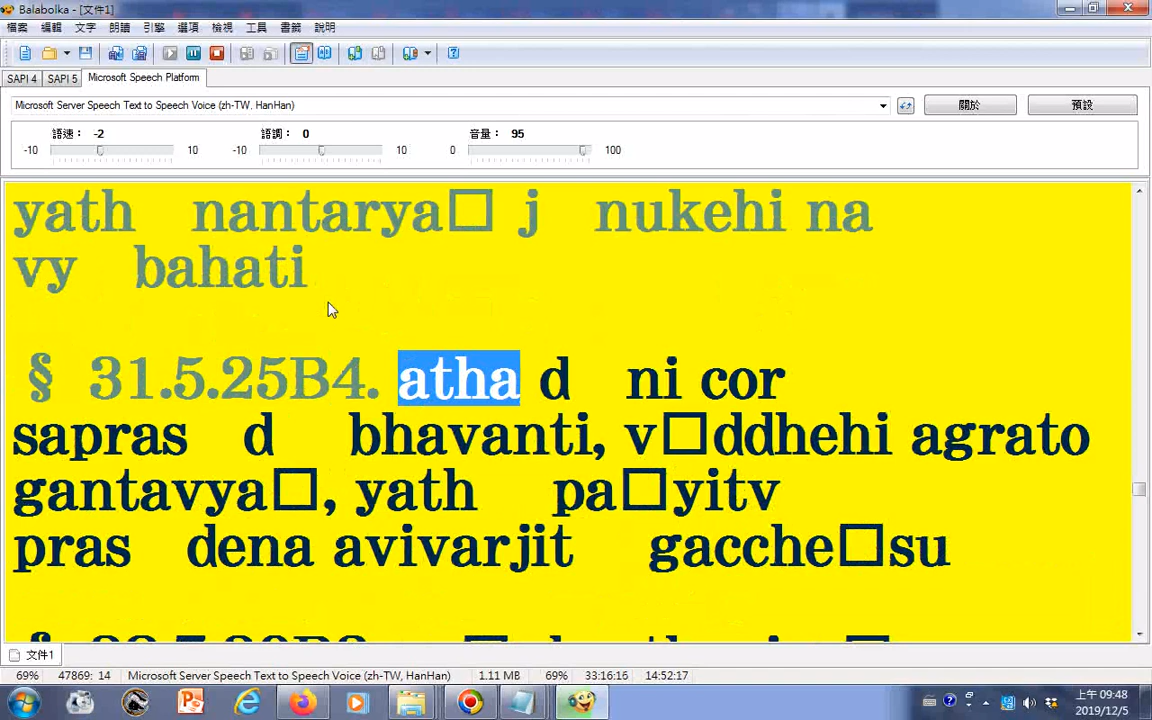 Balabolka - [文件1]
檔案 編輯 文字 朗讀 引擎 選項 檢視 工具 書籤 說明
SAPI 4 SAPI 5 Microsoft Speech Platform
Microsoft Server Speech Text to Speech Voice (zh-TW, HanHan) 關於 預設
語速： -2 語調： 0 音量： 95
-10 10 -10 10 0 100
yath nantarya□ j nukehi na
vy bahati
§ 31.5.25B4. atha d ni cor
sapras d bhavanti, v□ddhehi agrato
gantavya□, yath pa□yitv
pras dena avivarjit gacche□su
文件1
69% 47869: 14 Microsoft Server Speech Text to Speech Voice (zh-TW, HanHan) 1.11 MB 69% 33:16:16 14:52:17
上午 09:48
2019/12/5